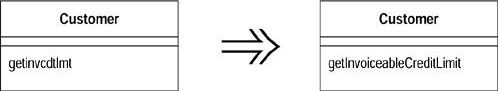 Customer
getinvcdtlmt
Customer
getInvoiceableCreditLimit